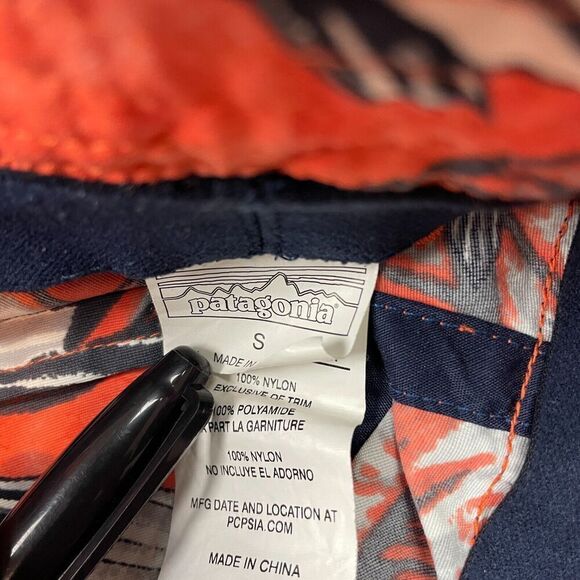 patagonia®
S
MADE IN
100% NYLON
EXCLUSIVE OF TRIM
100% POLYAMIDE
PART LA GARNITURE
100% NYLON
NO INCLUYE EL ADORNO
MFG DATE AND LOCATION AT
PCPSIA.COM
MADE IN CHINA